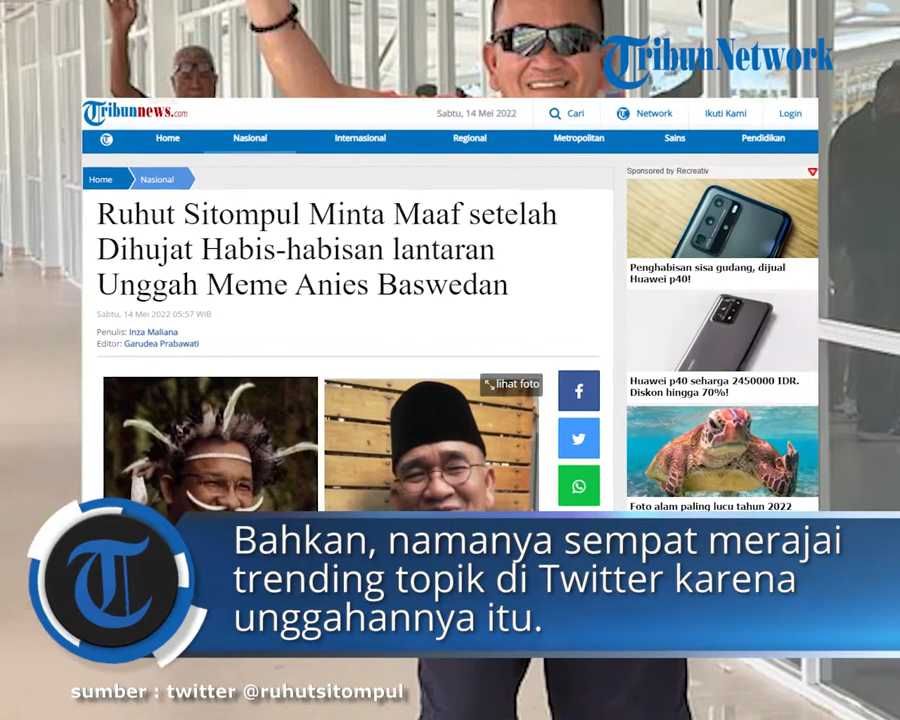 TribunNetwork
Tribunnews.com
Sabtu, 14 Mei 2022
Cari
Network
Ikuti Kami
Login
Home
Nasional
Internasional
Regional
Metropolitan
Sains
Pendidikan
Home
Nasional
Ruhut Sitompul Minta Maaf setelah
Dihujat Habis-habisan lantaran
Unggah Meme Anies Baswedan
Sabtu, 14 Mei 2022 05:57 WIB
Penulis: Inza Maliana
Editor: Garudea Prabawati
lihat foto
Sponsored by Recreativ
Penghabisan sisa gudang, dijual
Huawei p40!
Huawei p40 seharga 2450000 IDR.
Diskon hingga 70%!
Foto alam paling lucu tahun 2022
Bahkan, namanya sempat merajai
trending topik di Twitter karena
unggahannya itu.
sumber : twitter @ruhutsitompul